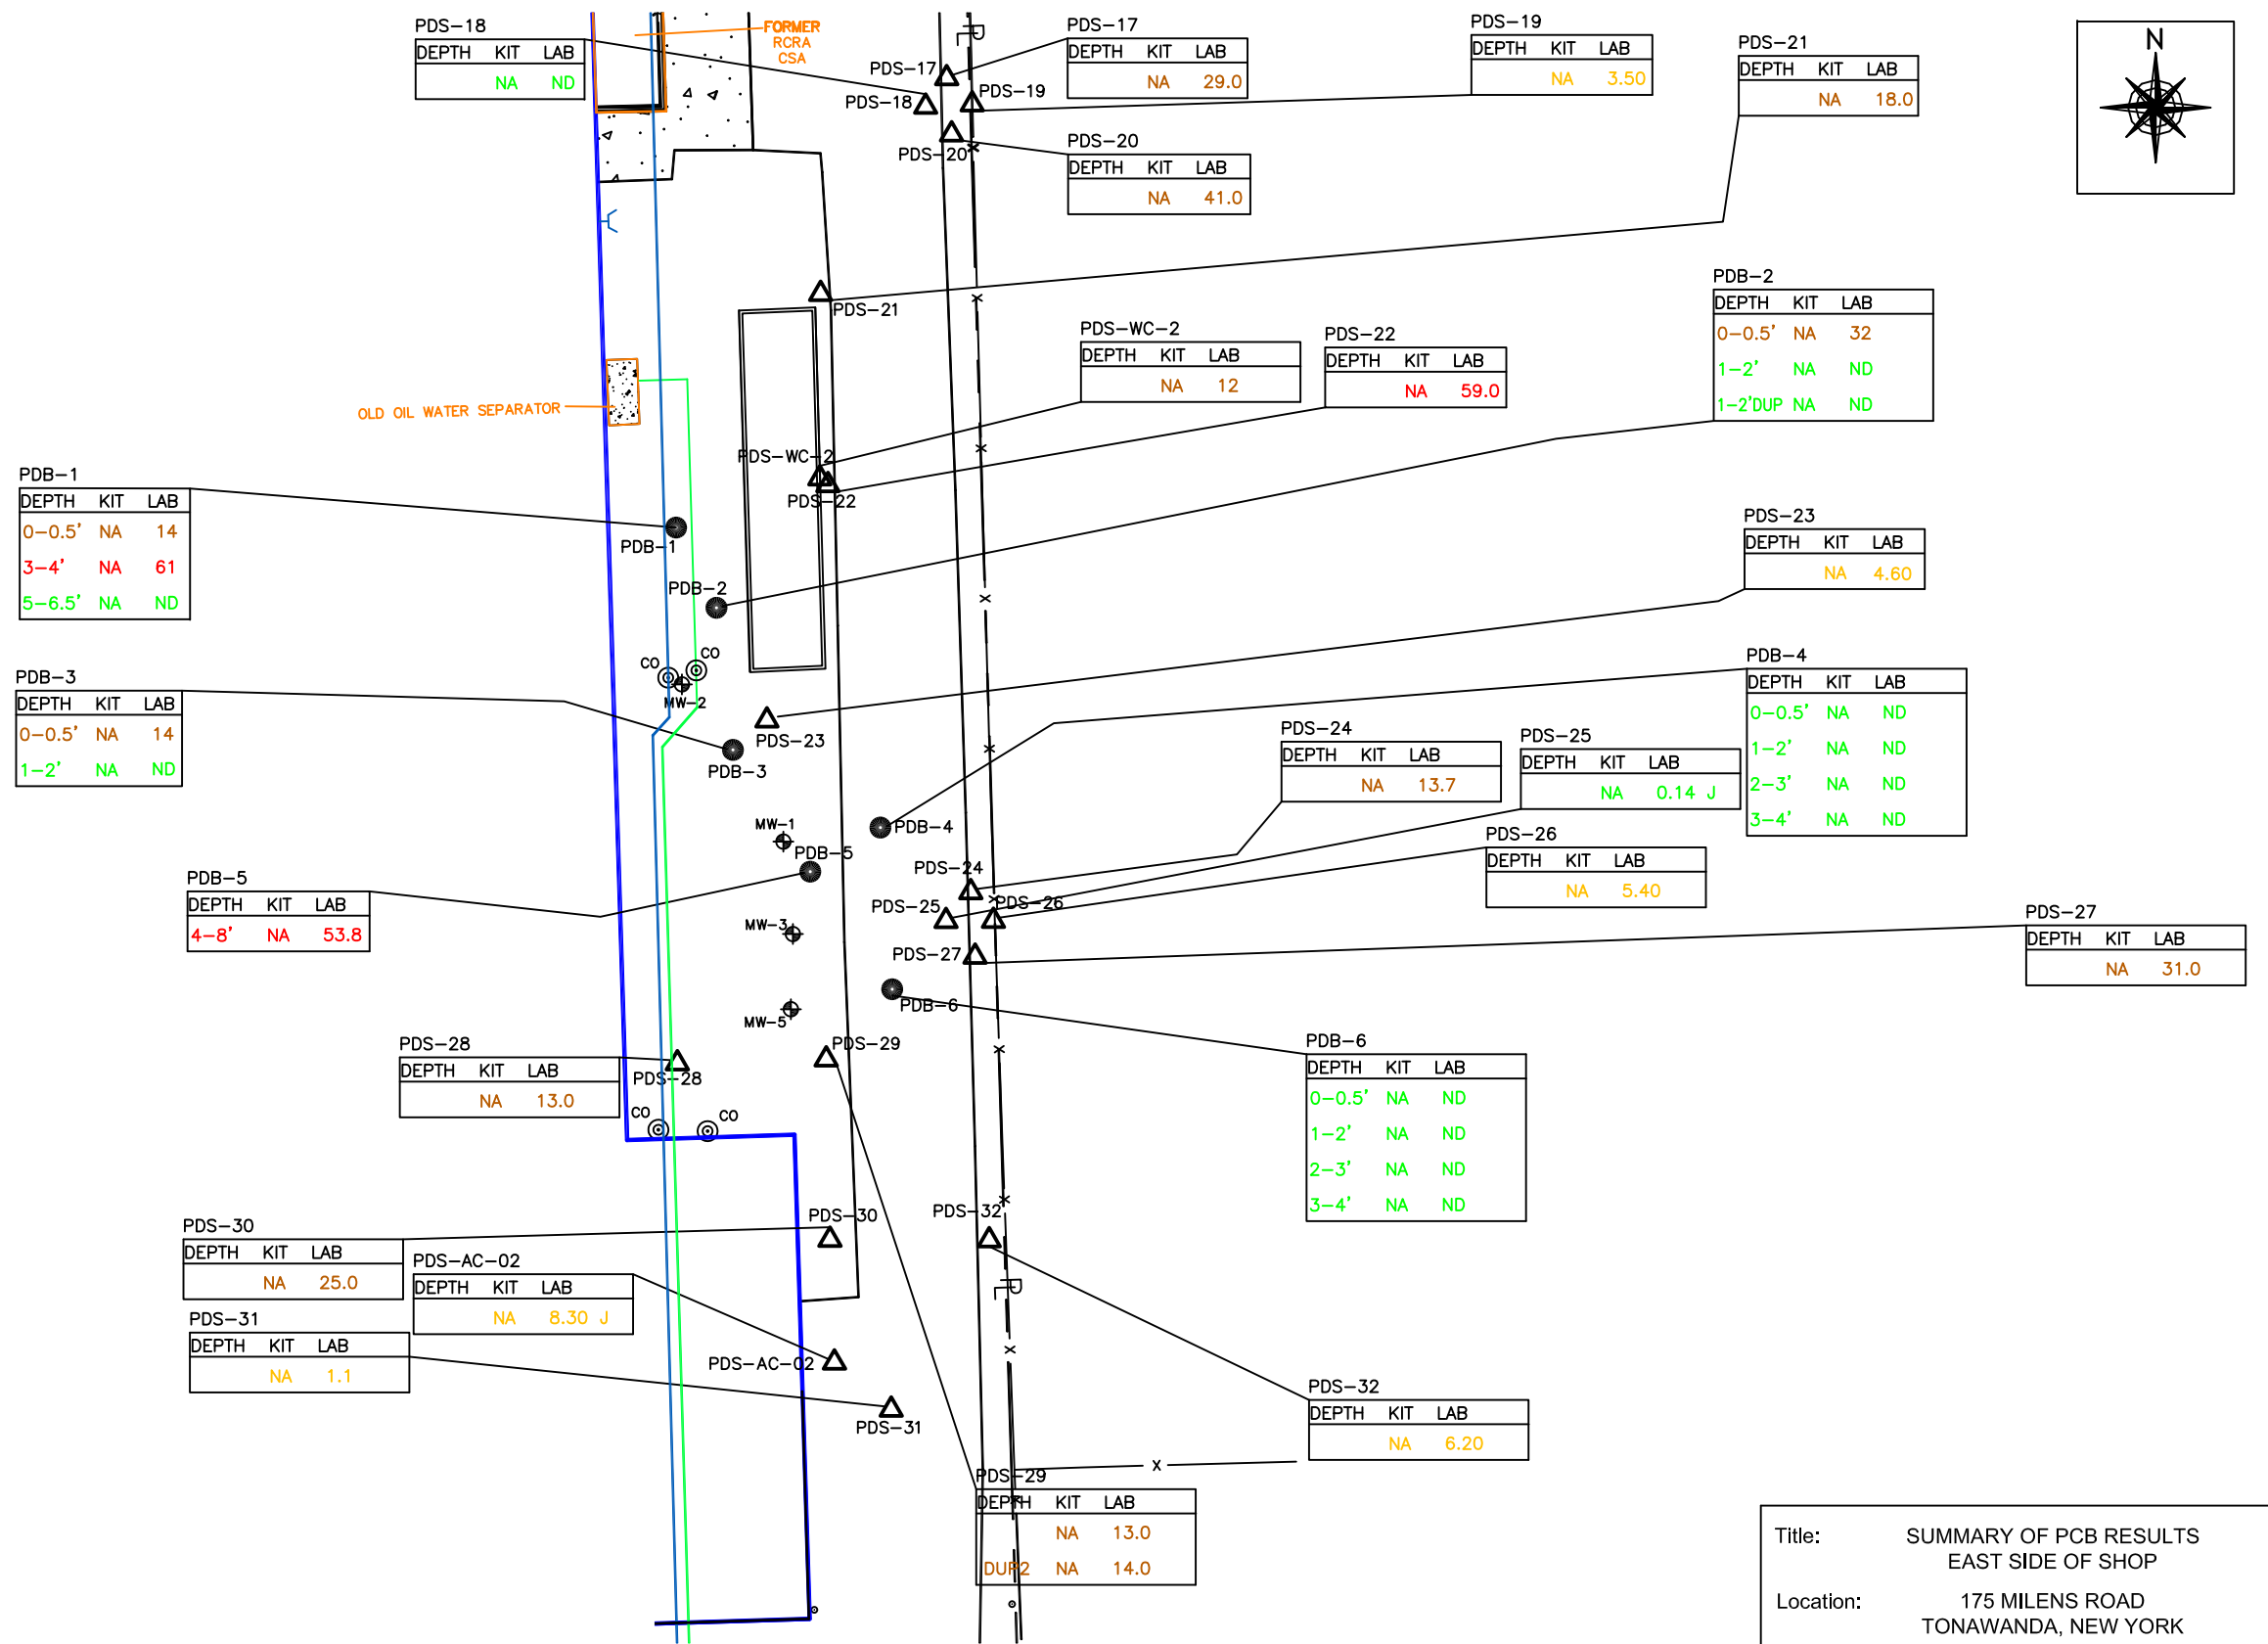 PDS-18
DEPTH KIT LAB
NA ND
FORMER
RCRA
CSA
PL
PDS-17
DEPTH KIT LAB
NA 29.0
PDS-19
DEPTH KIT LAB
NA 3.50
PDS-21
DEPTH KIT LAB
NA 18.0
N
PDS-17
PDS-18
PDS-19
PDS-20
PDS-20
DEPTH KIT LAB
NA 41.0
x
PDS-21
x
PDB-2
DEPTH KIT LAB
0-0.5' NA 32
1-2' NA ND
1-2'DUP NA ND
PDS-WC-2
DEPTH KIT LAB
NA 12
PDS-22
DEPTH KIT LAB
NA 59.0
OLD OIL WATER SEPARATOR
PDS-WC-2
x
PDS-22
PDB-1
DEPTH KIT LAB
0-0.5' NA 14
3-4' NA 61
5-6.5' NA ND
PDB-1
PDB-2
x
PDS-23
DEPTH KIT LAB
NA 4.60
CO
CO
MW-2
PDB-3
DEPTH KIT LAB
0-0.5' NA 14
1-2' NA ND
PDS-23
PDB-3
x
PDB-4
DEPTH KIT LAB
0-0.5' NA ND
1-2' NA ND
2-3' NA ND
3-4' NA ND
PDS-24
DEPTH KIT LAB
NA 13.7
PDS-25
DEPTH KIT LAB
NA 0.14 J
MW-1
PDB-4
PDB-5
PDS-26
DEPTH KIT LAB
NA 5.40
PDB-5
DEPTH KIT LAB
4-8' NA 53.8
PDS-24
x
PDS-25
PDS-26
MW-3
PDS-27
PDS-27
DEPTH KIT LAB
NA 31.0
PDB-6
MW-5
PDS-29
x
PDS-28
DEPTH KIT LAB
NA 13.0
PDS-28
CO
CO
PDB-6
DEPTH KIT LAB
0-0.5' NA ND
1-2' NA ND
2-3' NA ND
3-4' NA ND
PDS-30
DEPTH KIT LAB
NA 25.0
PDS-30
PDS-32
x
PL
PDS-AC-02
DEPTH KIT LAB
NA 8.30 J
PDS-31
DEPTH KIT LAB
NA 1.1
PDS-AC-02
x
PDS-31
PDS-32
DEPTH KIT LAB
NA 6.20
x
PDS-29
DEPTH KIT LAB
NA 13.0
DUP2 NA 14.0
x
Title: SUMMARY OF PCB RESULTS
EAST SIDE OF SHOP
Location: 175 MILENS ROAD
TONAWANDA, NEW YORK